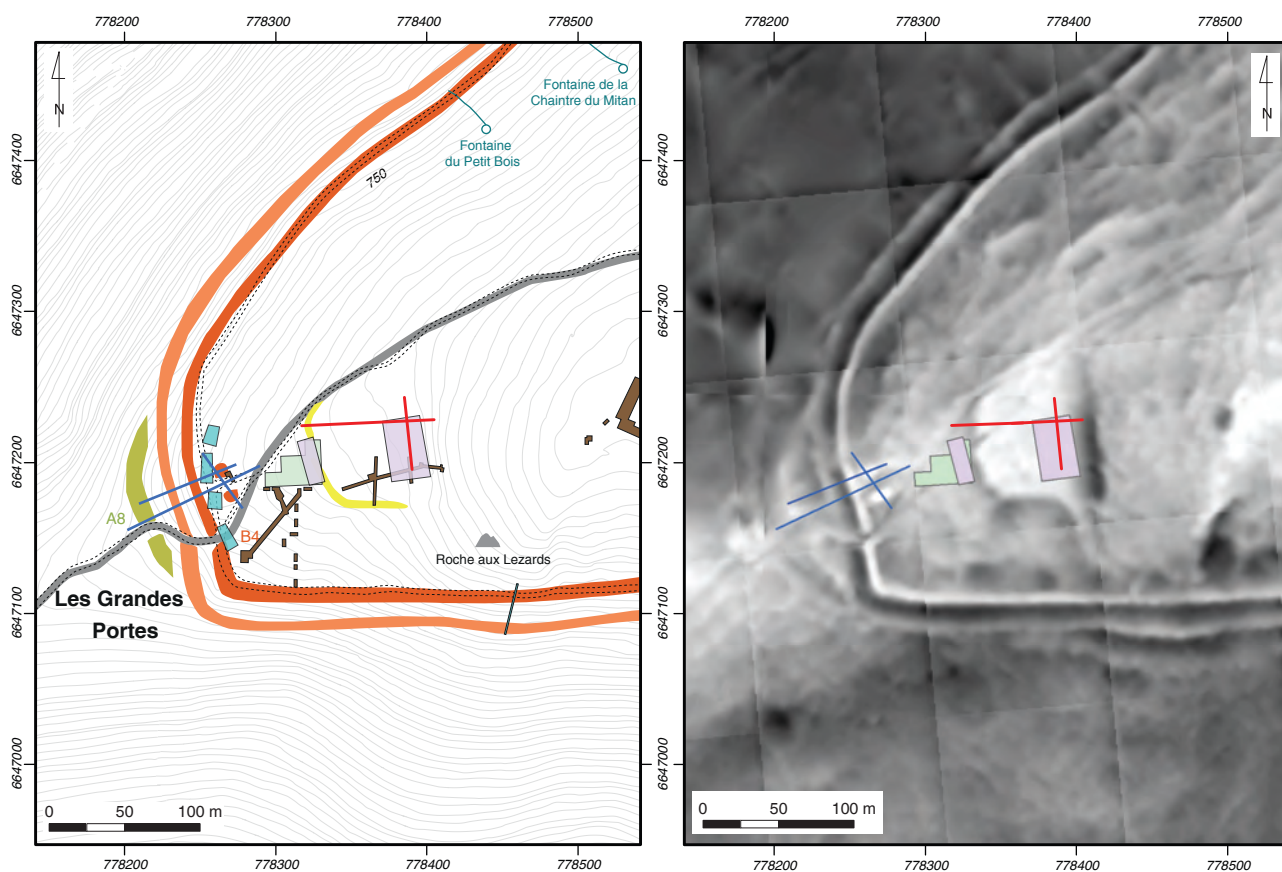 778200 778300 778400 778500
778200 778300 778400 778500
6647400
6647300
6647200
6647100
6647000
N
Fontaine de la
Chaintre du Mitan
Fontaine
du Petit Bois
750
A8
B4
Roche aux Lezards
Les Grandes
Portes
0 50 100 m
778200 778300 778400 778500
N
6647400
6647300
6647200
6647100
6647000
0 50 100 m
778200 778300 778400 778500